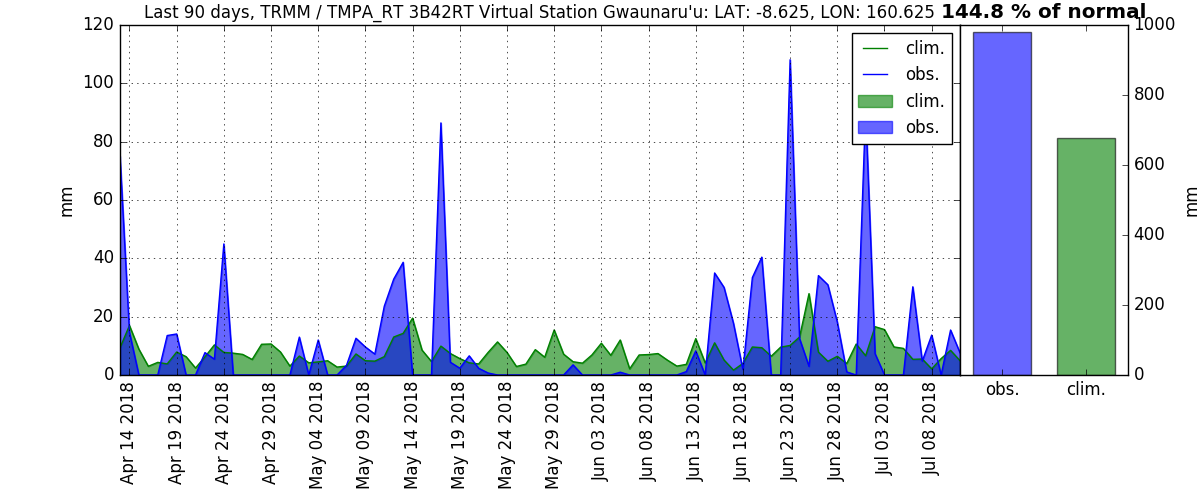 Last 90 days, TRMM / TMPA_RT 3B42RT Virtual Station Gwaunaru'u: LAT: -8.625, LON: 160.625 144.8 % of normal
120
100
80
60
40
20
0
mm
clim.
obs.
clim.
obs.
1000
800
600
400
200
0
mm
Apr 14 2018
Apr 19 2018
Apr 24 2018
Apr 29 2018
May 04 2018
May 09 2018
May 14 2018
May 19 2018
May 24 2018
May 29 2018
Jun 03 2018
Jun 08 2018
Jun 13 2018
Jun 18 2018
Jun 23 2018
Jun 28 2018
Jul 03 2018
Jul 08 2018
obs.
clim.